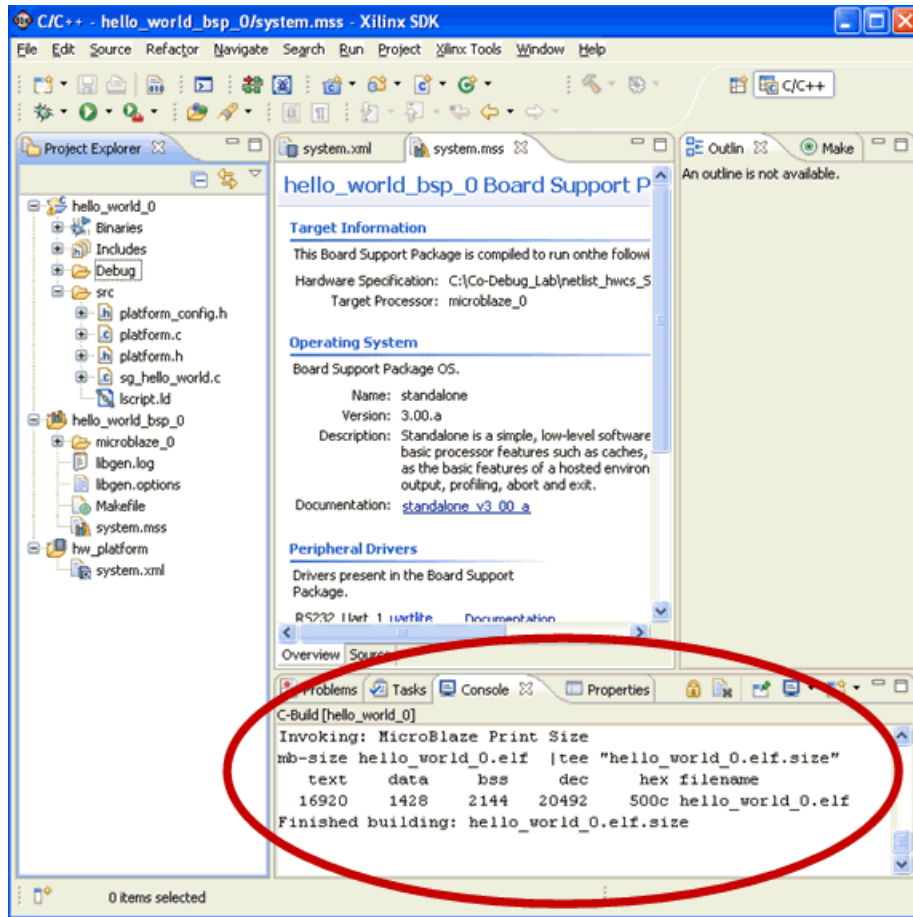 C/C++ - hello_world_bsp_0/system.mss - Xilinx SDK
File Edit Source Refactor Navigate Search Run Project Xilinx Tools Window Help
C/C++
Project Explorer
hello_world_0
Binaries
Includes
Debug
src
platform_config.h
platform.c
platform.h
sg_hello_world.c
lscript.ld
hello_world_bsp_0
microblaze_0
libgen.log
libgen.options
Makefile
system.mss
hw_platform
system.xml
system.xml system.mss
hello_world_bsp_0 Board Support P
Target Information
This Board Support Package is compiled to run onthe followi
Hardware Specification: C:\Co-Debug_Lab\netlist_hwcs_S
Target Processor: microblaze_0
Operating System
Board Support Package OS.
Name: standalone
Version: 3.00.a
Description: Standalone is a simple, low-level software
basic processor features such as caches,
as the basic features of a hosted environ
output, profiling, abort and exit.
Documentation: standalone_v3_00_a
Peripheral Drivers
Drivers present in the Board Support
Package.
RS232_Uart_1 uartlite Documentation
Overview Source
Outlin Make
An outline is not available.
Problems Tasks Console Properties
C-Build [hello_world_0]
Invoking: MicroBlaze Print Size
mb-size hello_world_0.elf |tee "hello_world_0.elf.size"
text data bss dec hex filename
16920 1428 2144 20492 500c hello_world_0.elf
Finished building: hello_world_0.elf.size
0 items selected